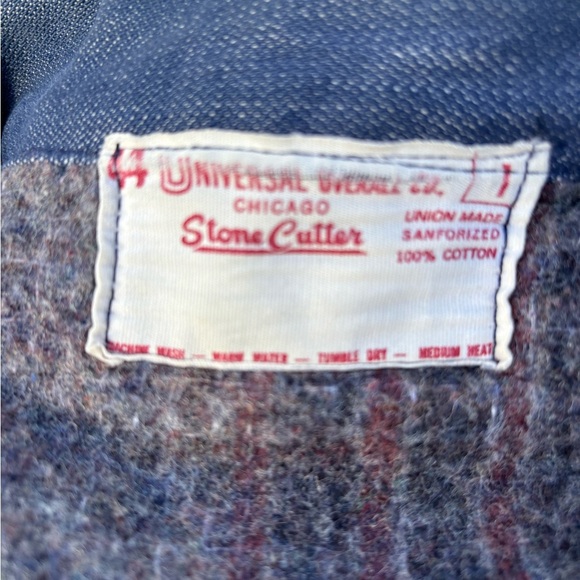 44 UNIVERSAL OVERALL CO. 1
CHICAGO
Stone Cutter
UNION MADE
SANFORIZED
100% COTTON
MACHINE WASH — WARM WATER — TUMBLE DRY — MEDIUM HEAT